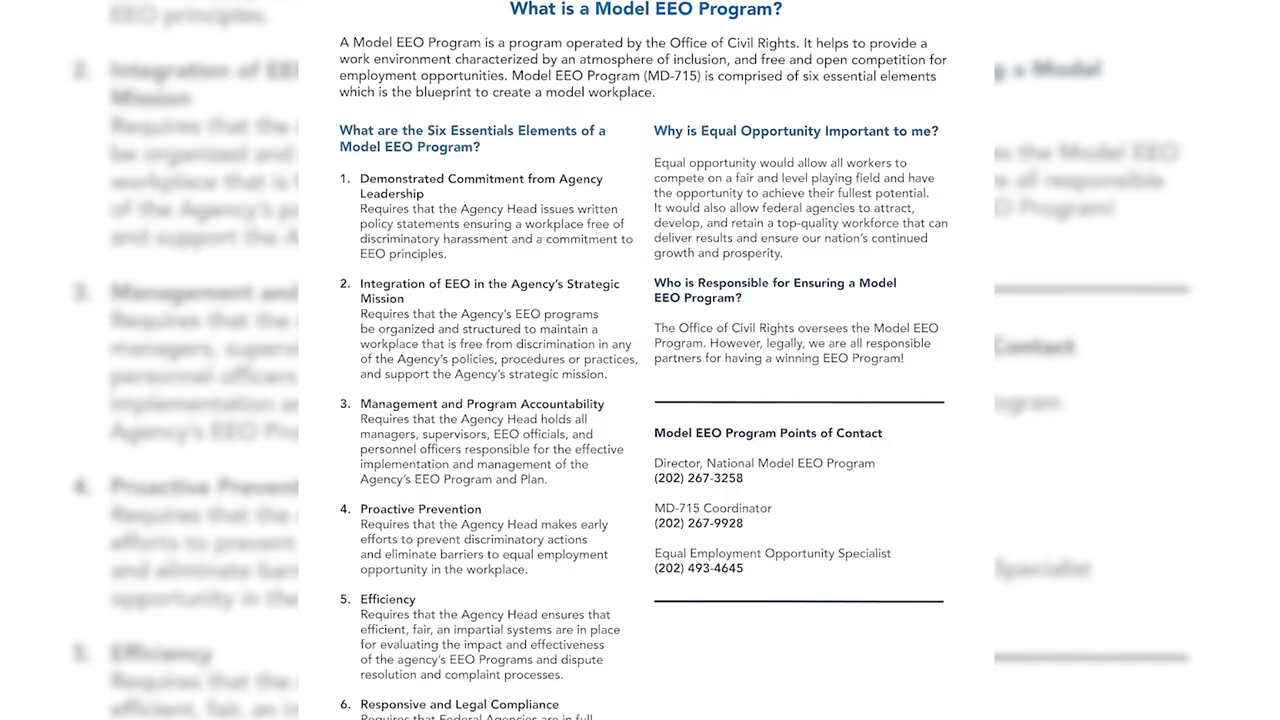 What is a Model EEO Program?
A Model EEO Program is a program operated by the Office of Civil Rights. It helps to provide a
work environment characterized by an atmosphere of inclusion, and free and open competition for
employment opportunities. Model EEO Program (MD-715) is comprised of six essential elements
which is the blueprint to create a model workplace.
What are the Six Essentials Elements of a
Model EEO Program?
1. Demonstrated Commitment from Agency
Leadership
Requires that the Agency Head issues written
policy statements ensuring a workplace free of
discriminatory harassment and a commitment to
EEO principles.
2. Integration of EEO in the Agency's Strategic
Mission
Requires that the Agency's EEO programs
be organized and structured to maintain a
workplace that is free from discrimination in any
of the Agency's policies, procedures or practices,
and support the Agency's strategic mission.
3. Management and Program Accountability
Requires that the Agency Head holds all
managers, supervisors, EEO officials, and
personnel officers responsible for the effective
implementation and management of the
Agency's EEO Program and Plan.
4. Proactive Prevention
Requires that the Agency Head makes early
efforts to prevent discriminatory actions
and eliminate barriers to equal employment
opportunity in the workplace.
5. Efficiency
Requires that the Agency Head ensures that
efficient, fair, an impartial systems are in place
for evaluating the impact and effectiveness
of the agency's EEO Programs and dispute
resolution and complaint processes.
6. Responsive and Legal Compliance
Requires that Federal Agencies are in full
Why is Equal Opportunity Important to me?
Equal opportunity would allow all workers to
compete on a fair and level playing field and have
the opportunity to achieve their fullest potential.
It would also allow federal agencies to attract,
develop, and retain a top-quality workforce that can
deliver results and ensure our nation's continued
growth and prosperity.
Who is Responsible for Ensuring a Model
EEO Program?
The Office of Civil Rights oversees the Model EEO
Program. However, legally, we are all responsible
partners for having a winning EEO Program!
Model EEO Program Points of Contact
Director, National Model EEO Program
(202) 267-3258
MD-715 Coordinator
(202) 267-9928
Equal Employment Opportunity Specialist
(202) 493-4645